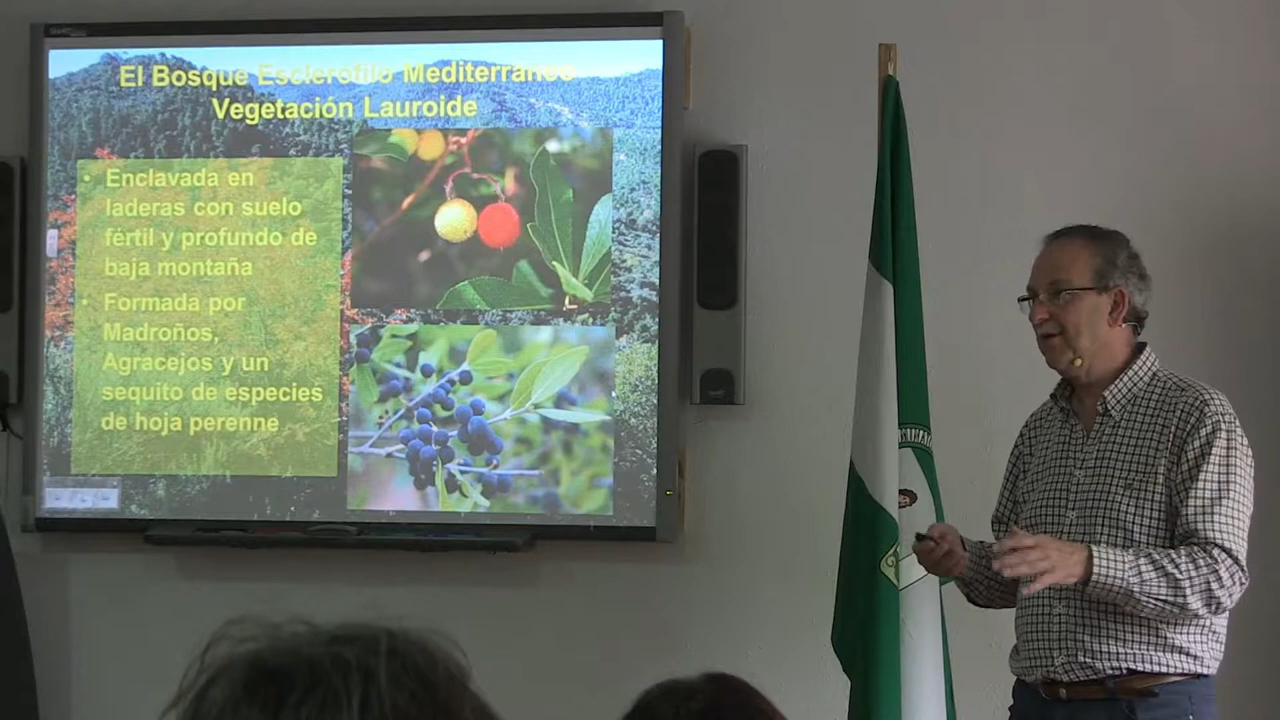 El Bosque Esclerófilo Mediterráneo
Vegetación Lauroide
• Enclavada en
laderas con suelo
fértil y profundo de
baja montaña
• Formada por
Madroños,
Agracejos y un
sequito de especies
de hoja perenne